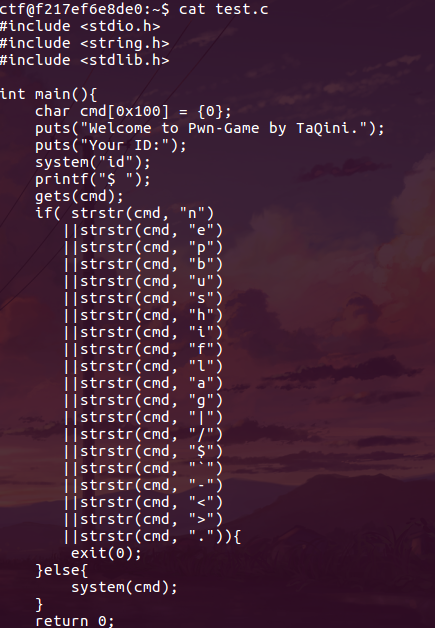 ctf@f217ef6e8de0:~$ cat test.c
#include <stdio.h>
#include <string.h>
#include <stdlib.h>

int main(){
    char cmd[0x100] = {0};
    puts("Welcome to Pwn-Game by TaQini.");
    puts("Your ID:");
    system("id");
    printf("$ ");
    gets(cmd);
    if( strstr(cmd, "n")
       ||strstr(cmd, "e")
       ||strstr(cmd, "p")
       ||strstr(cmd, "b")
       ||strstr(cmd, "u")
       ||strstr(cmd, "s")
       ||strstr(cmd, "h")
       ||strstr(cmd, "i")
       ||strstr(cmd, "f")
       ||strstr(cmd, "l")
       ||strstr(cmd, "a")
       ||strstr(cmd, "g")
       ||strstr(cmd, "|")
       ||strstr(cmd, "/")
       ||strstr(cmd, "$")
       ||strstr(cmd, "`")
       ||strstr(cmd, "-")
       ||strstr(cmd, "<")
       ||strstr(cmd, ">")
       ||strstr(cmd, ".")){
        exit(0);
    }else{
        system(cmd);
    }
    return 0;